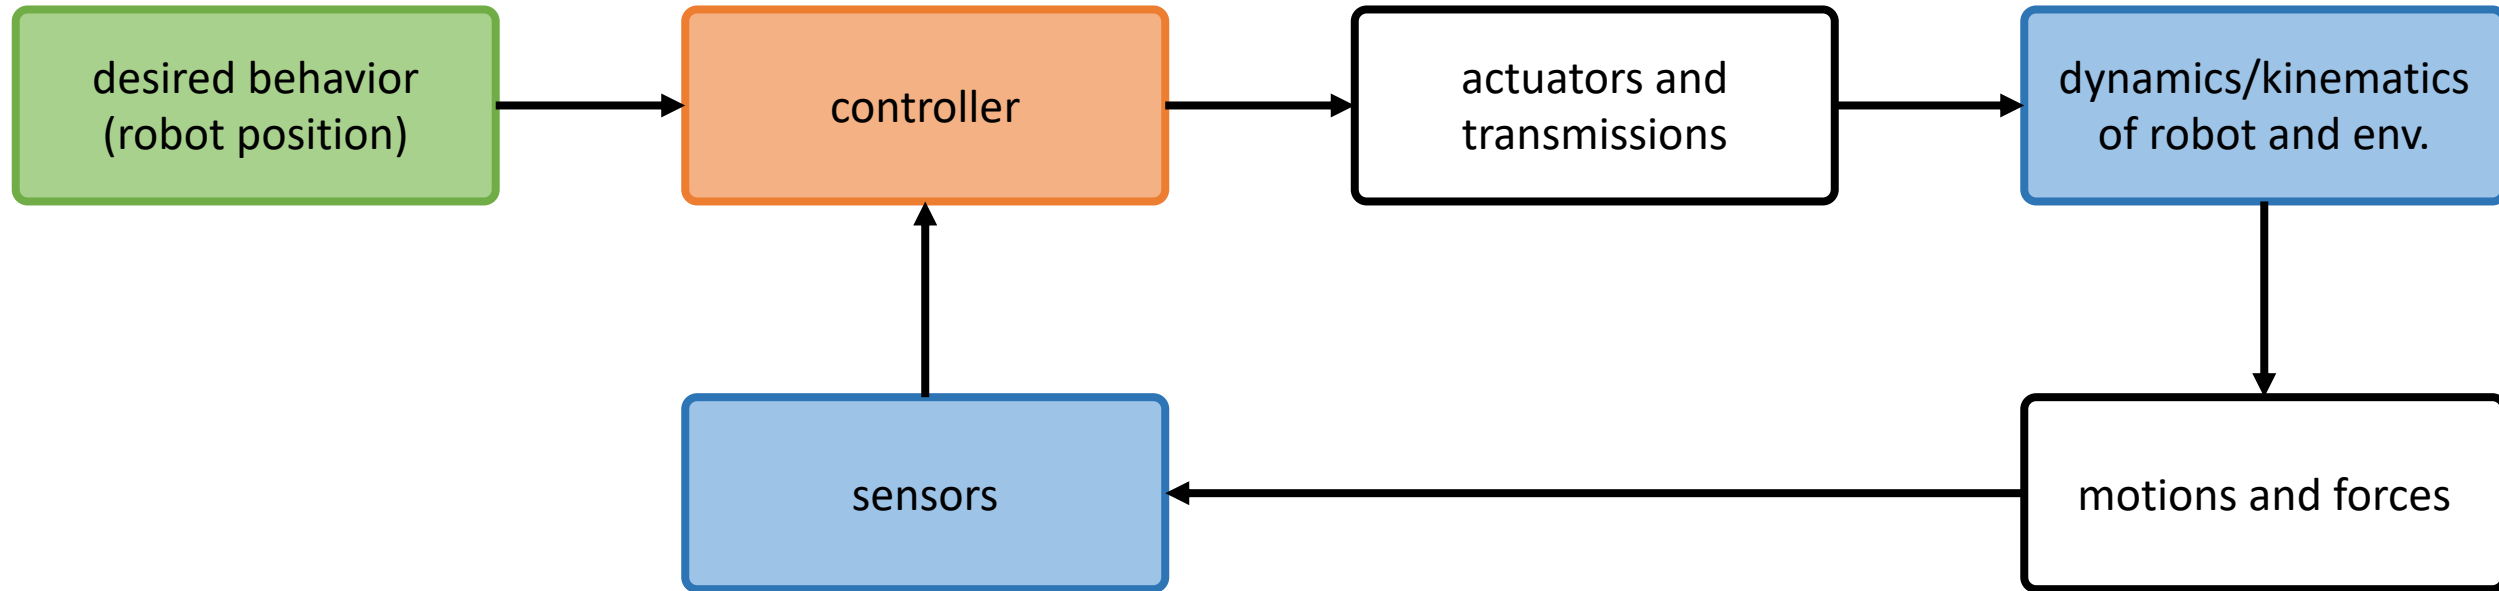 desired behavior
(robot position)
controller
actuators and
transmissions
dynamics/kinematics
of robot and env.
sensors
motions and forces